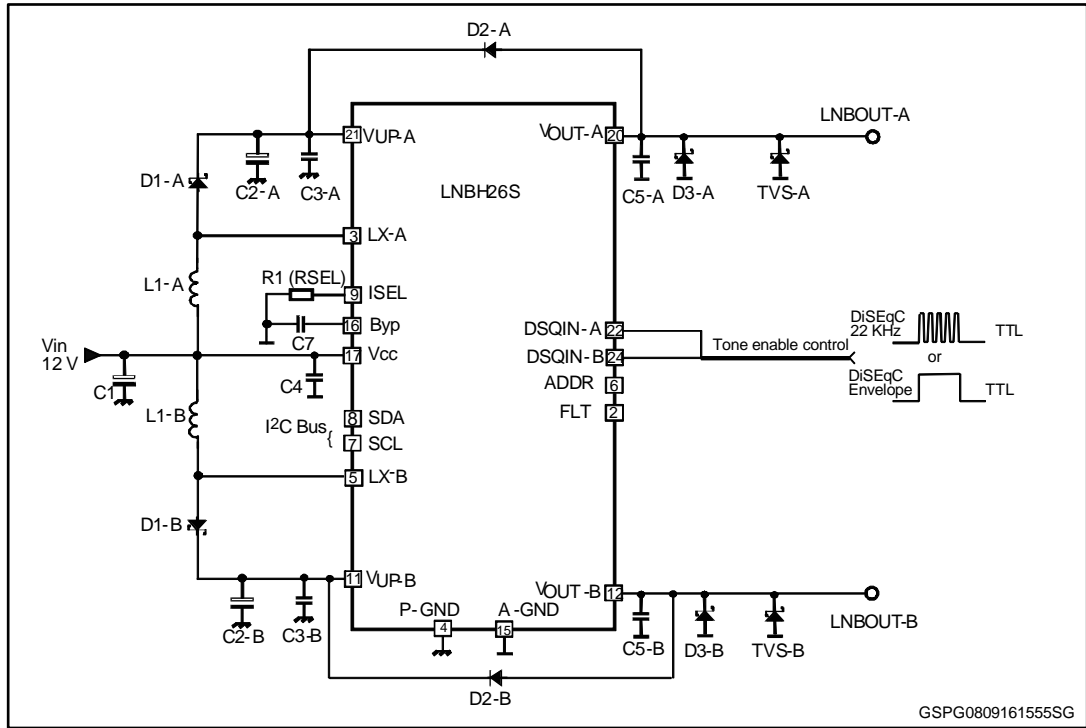 D2-A
LNBOUT-A
21 VUP-A
VOUT-A 20
D1-A
C2-A
C3-A
LNBH26S
C5-A
D3-A
TVS-A
3 LX-A
L1-A
R1 (RSEL)
9 ISEL
16 Byp
C7
DSQIN-A 22
DiSEqC
22 KHz
TTL
Tone enable control
or
Vin
12 V
17 Vcc
DSQIN-B 24
C1
C4
ADDR 6
DiSEqC
Envelope
TTL
L1-B
I2C Bus {
8 SDA
7 SCL
FLT 2
5 LX-B
D1-B
11 VUP-B
VOUT-B 12
P-GND
4
A-GND
15
LNBOUT-B
C2-B
C3-B
C5-B
D3-B
TVS-B
D2-B
GSPG0809161555SG